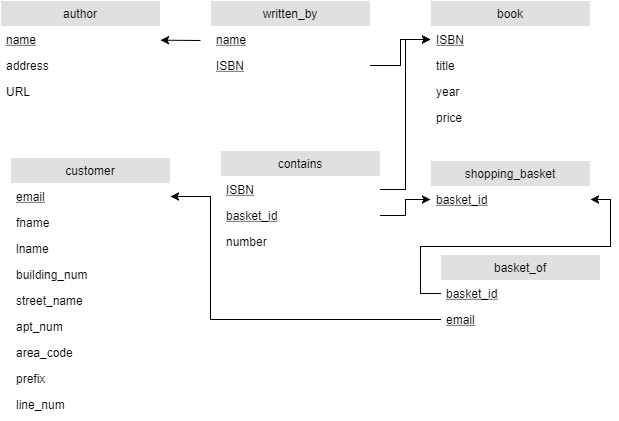 author
name
address
URL
written_by
name
ISBN
book
ISBN
title
year
price
customer
email
fname
lname
building_num
street_name
apt_num
area_code
prefix
line_num
contains
ISBN
basket_id
number
shopping_basket
basket_id
basket_of
basket_id
email